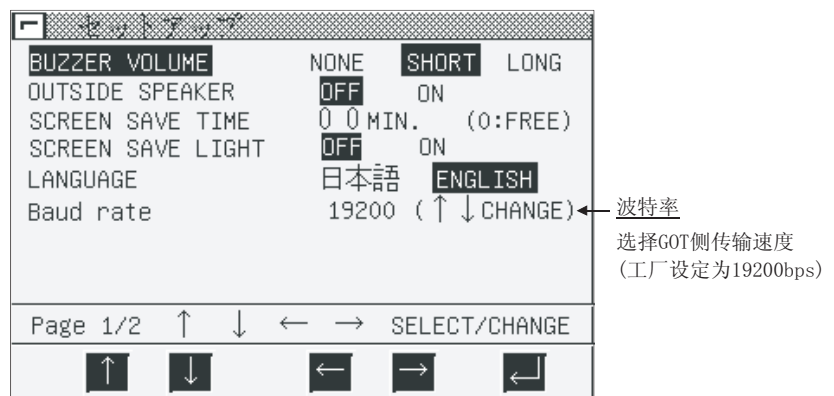 セットアップ
BUZZER VOLUME NONE SHORT LONG
OUTSIDE SPEAKER OFF ON
SCREEN SAVE TIME 0 0 MIN. (0:FREE)
SCREEN SAVE LIGHT OFF ON
LANGUAGE 日本語 ENGLISH
Baud rate 19200 (↑↓CHANGE)
波特率
选择GOT侧传输速度
(工厂设定为19200bps)
Page 1/2 ↑ ↓ ← → SELECT/CHANGE
↑ ↓ ← → ↵